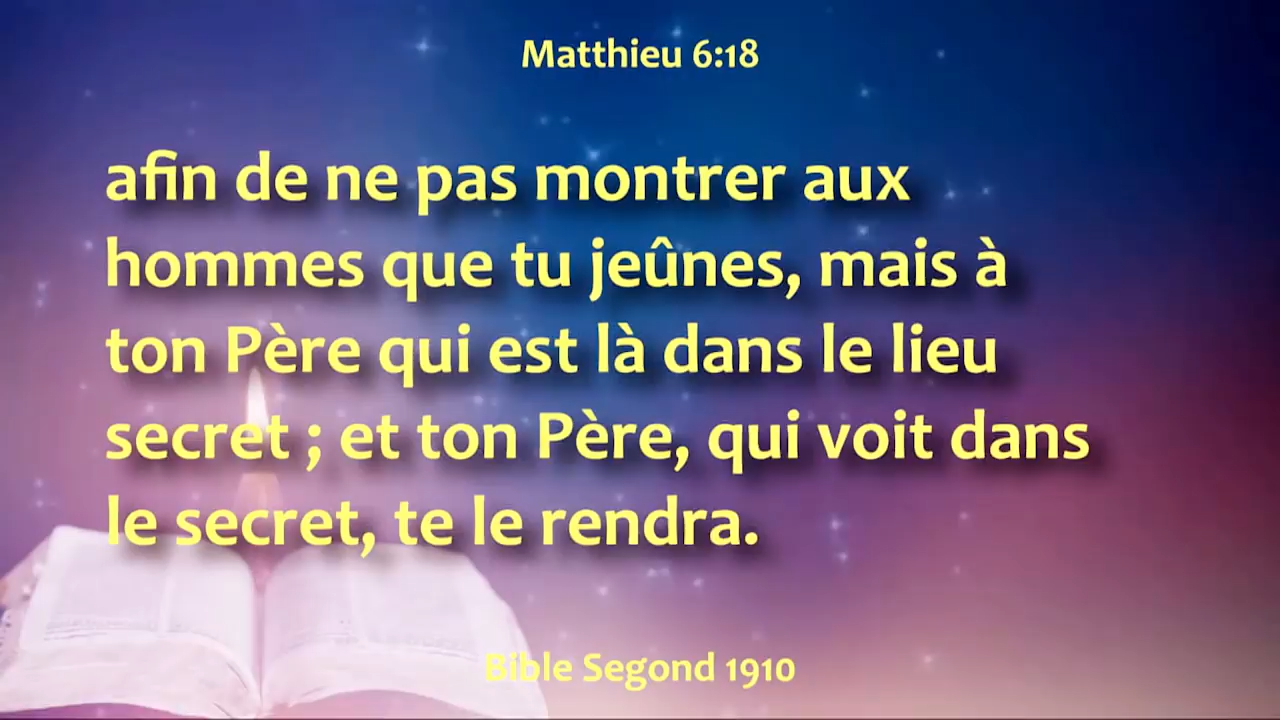 Matthieu 6:18
afin de ne pas montrer aux
hommes que tu jeûnes, mais à
ton Père qui est là dans le lieu
secret ; et ton Père, qui voit dans
le secret, te le rendra.
Bible Segond 1910